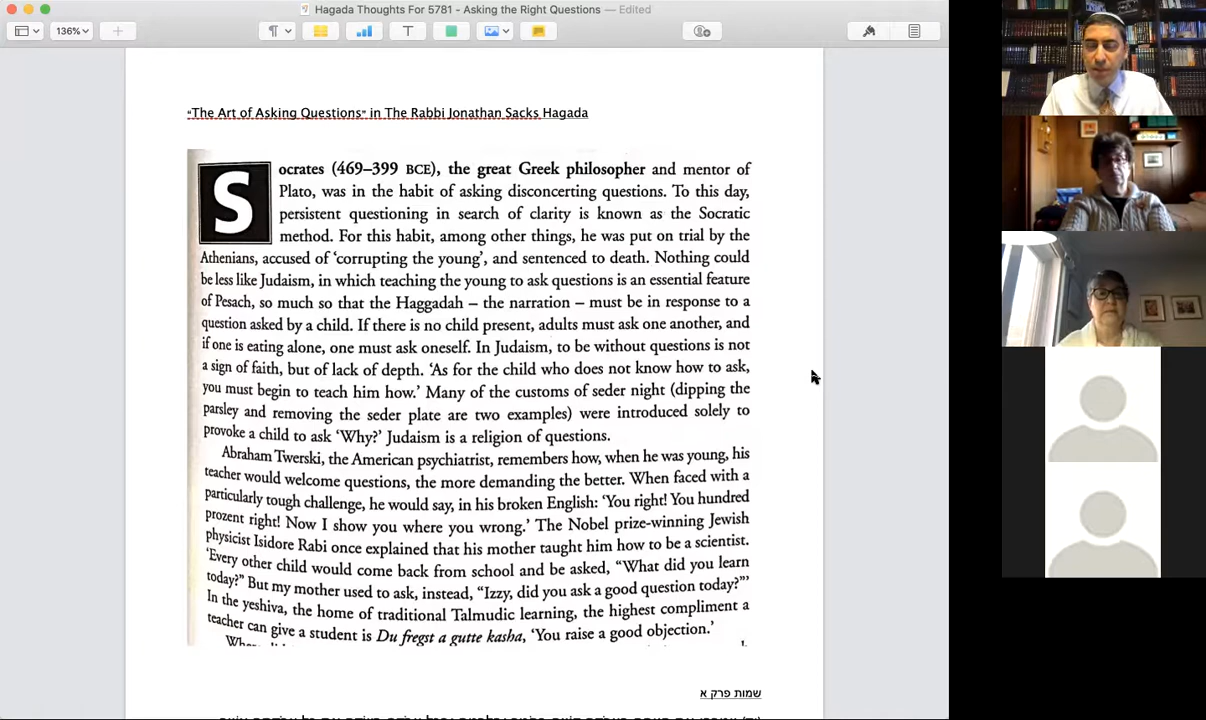 Hagada Thoughts For 5781 - Asking the Right Questions — Edited
136%
"The Art of Asking Questions" in The Rabbi Jonathan Sacks Hagada
Socrates (469–399 BCE), the great Greek philosopher and mentor of
Plato, was in the habit of asking disconcerting questions. To this day,
persistent questioning in search of clarity is known as the Socratic
method. For this habit, among other things, he was put on trial by the
Athenians, accused of 'corrupting the young', and sentenced to death. Nothing could
be less like Judaism, in which teaching the young to ask questions is an essential feature
of Pesach, so much so that the Haggadah – the narration – must be in response to a
question asked by a child. If there is no child present, adults must ask one another, and
if one is eating alone, one must ask oneself. In Judaism, to be without questions is not
a sign of faith, but of lack of depth. 'As for the child who does not know how to ask,
you must begin to teach him how.' Many of the customs of seder night (dipping the
parsley and removing the seder plate are two examples) were introduced solely to
provoke a child to ask 'Why?' Judaism is a religion of questions.
Abraham Twerski, the American psychiatrist, remembers how, when he was young, his
teacher would welcome questions, the more demanding the better. When faced with a
particularly tough challenge, he would say, in his broken English: 'You right! You hundred
prozent right! Now I show you where you wrong.' The Nobel prize-winning Jewish
physicist Isidore Rabi once explained that his mother taught him how to be a scientist.
'Every other child would come back from school and be asked, "What did you learn
today?" But my mother used to ask, instead, "Izzy, did you ask a good question today?"'
In the yeshiva, the home of traditional Talmudic learning, the highest compliment a
teacher can give a student is Du fregst a gutte kasha, 'You raise a good objection.'
שמות פרק א